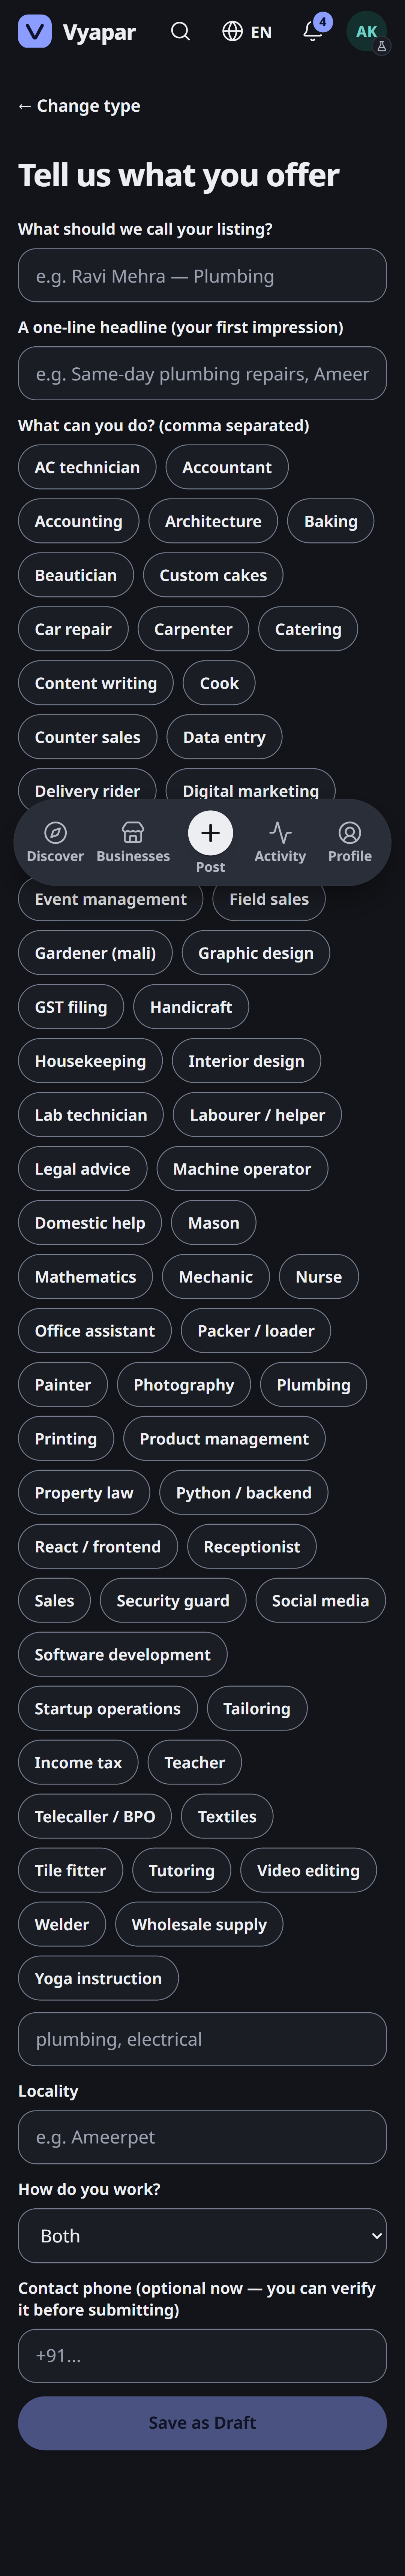 Vyapar
EN
4
AK
← Change type
Tell us what you offer
What should we call your listing?
e.g. Ravi Mehra — Plumbing
A one-line headline (your first impression)
e.g. Same-day plumbing repairs, Ameer
What can you do? (comma separated)
AC technician Accountant
Accounting Architecture Baking
Beautician Custom cakes
Car repair Carpenter Catering
Content writing Cook
Counter sales Data entry
Delivery rider Digital marketing
Discover Businesses Post Activity Profile
Event management Field sales
Gardener (mali) Graphic design
GST filing Handicraft
Housekeeping Interior design
Lab technician Labourer / helper
Legal advice Machine operator
Domestic help Mason
Mathematics Mechanic Nurse
Office assistant Packer / loader
Painter Photography Plumbing
Printing Product management
Property law Python / backend
React / frontend Receptionist
Sales Security guard Social media
Software development
Startup operations Tailoring
Income tax Teacher
Telecaller / BPO Textiles
Tile fitter Tutoring Video editing
Welder Wholesale supply
Yoga instruction
plumbing, electrical
Locality
e.g. Ameerpet
How do you work?
Both
Contact phone (optional now — you can verify
it before submitting)
+91...
Save as Draft